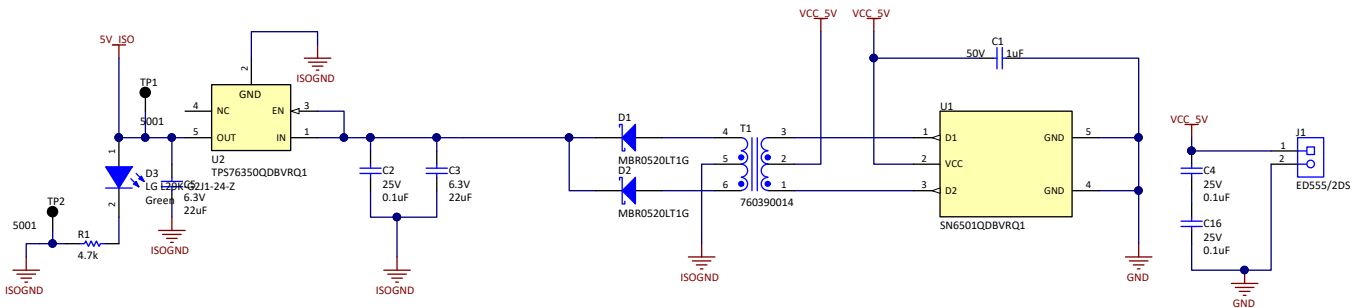 VCC_5V
VCC_5V
5V_ISO
C1
50V
1uF
ISOGND
TP1
5001
2
GND
4
NC
EN
3
5
OUT
IN
1
U2
TPS76350QDBVRQ1
D1
MBR0520LT1G
D2
MBR0520LT1G
4
T1
3
5
2
6
1
760390014
U1
1
D1
GND
5
2
VCC
3
D2
GND
4
SN6501QDBVRQ1
VCC_5V
J1
1
2
ED555/2DS
C4
25V
0.1uF
C16
25V
0.1uF
GND
C2
25V
0.1uF
C3
6.3V
22uF
1
D3
Green
2
C5
6.3V
22uF
ISOGND
TP2
5001
R1
4.7k
ISOGND
ISOGND
ISOGND
GND